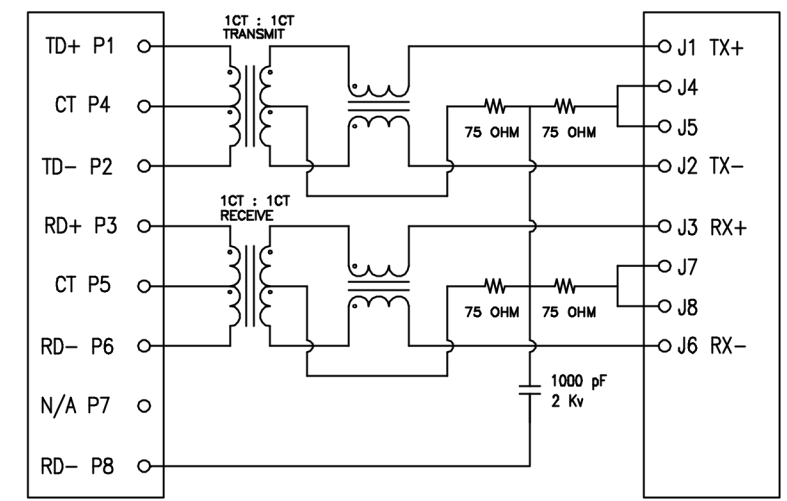 1CT : 1CT
TRANSMIT
TD+ P1
J1 TX+
J4
CT P4
75 OHM
75 OHM
J5
TD- P2
J2 TX-
1CT : 1CT
RECEIVE
RD+ P3
J3 RX+
J7
CT P5
75 OHM
75 OHM
J8
RD- P6
J6 RX-
1000 pF
2 Kv
N/A P7
RD- P8